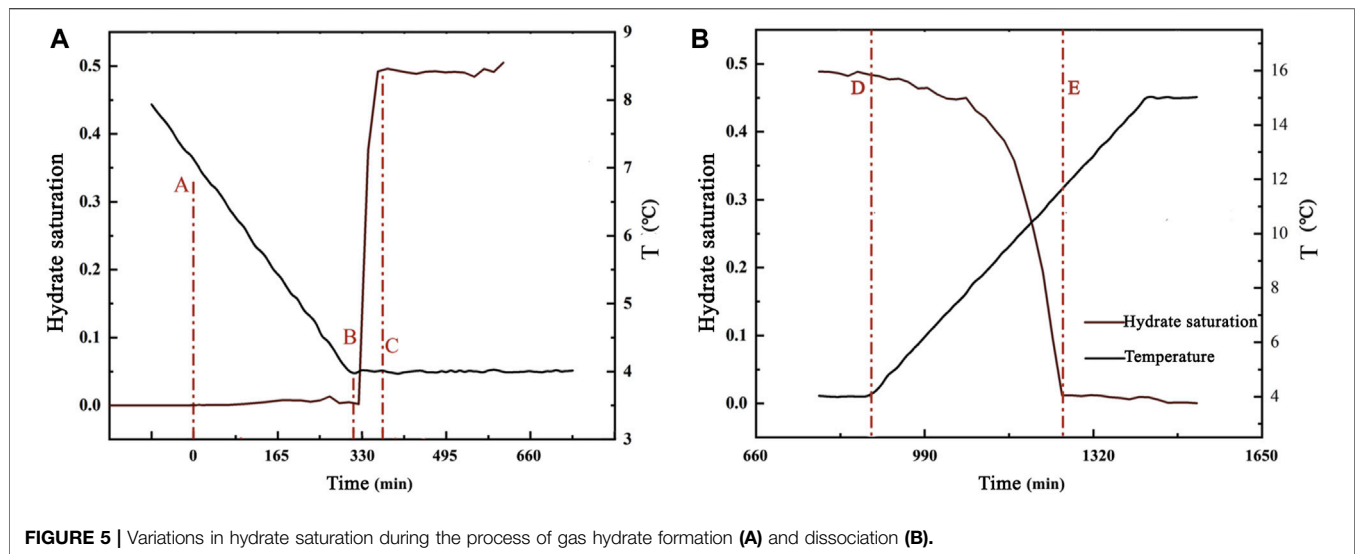 A
0.5
0.4
0.3
0.2
0.1
0.0
Hydrate saturation
9
8
7
6
5
4
3
T (℃)
A
B
C
0 165 330 495 660
Time (min)
B
0.5
0.4
0.3
0.2
0.1
0.0
Hydrate saturation
16
14
12
10
8
6
4
T (℃)
D
E
Hydrate saturation
Temperature
660 990 1320 1650
Time (min)
FIGURE 5 | Variations in hydrate saturation during the process of gas hydrate formation (A) and dissociation (B).